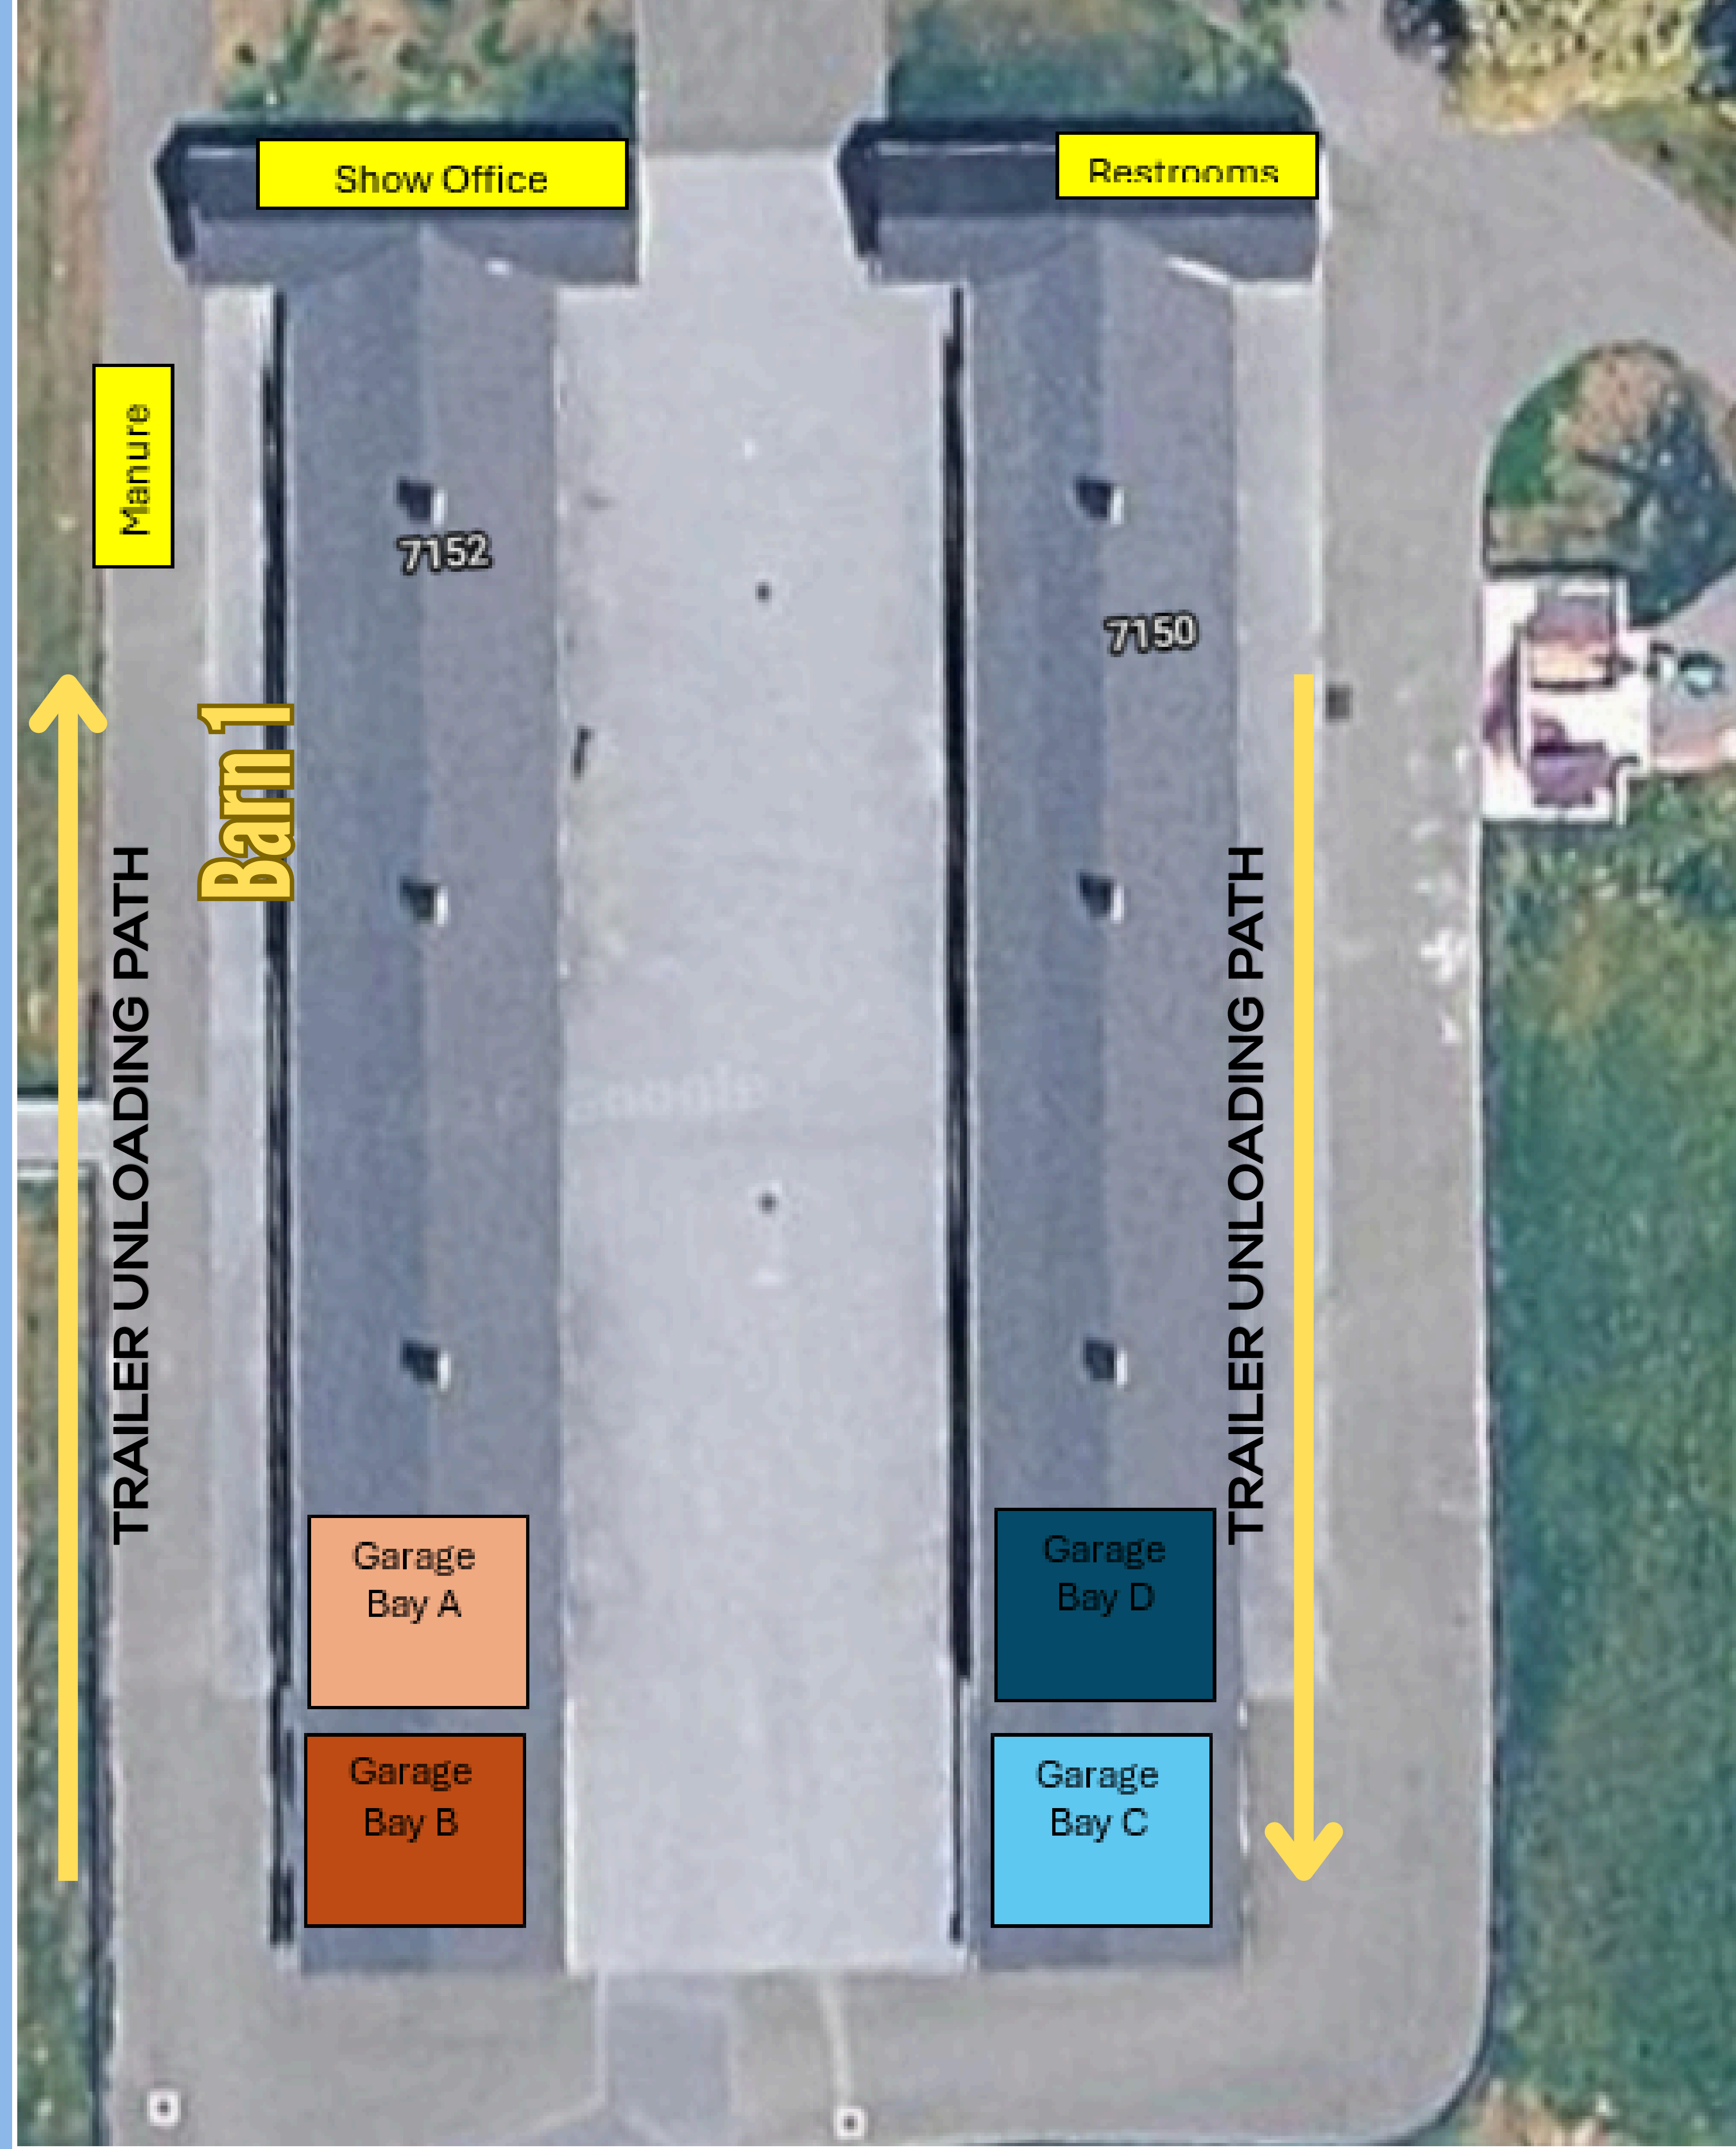 Show Office
Restrooms
Manure
7152
7150
Barn 1
TRAILER UNLOADING PATH
TRAILER UNLOADING PATH
Google
Garage
Bay A
Garage
Bay D
Garage
Bay B
Garage
Bay C